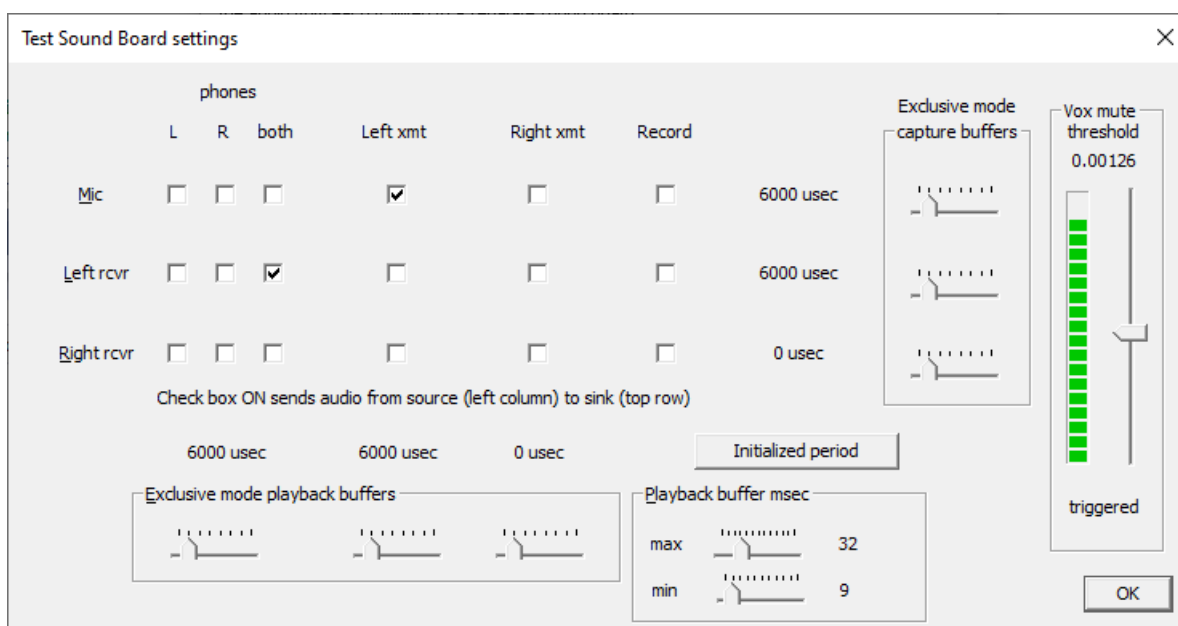 Test Sound Board settings
phones
L R both Left xmt Right xmt Record
Exclusive mode
capture buffers
Vox mute
threshold
0.00126
Mic 6000 usec
Left rcvr 6000 usec
Right rcvr 0 usec
Check box ON sends audio from source (left column) to sink (top row)
6000 usec 6000 usec 0 usec
Initialized period
Exclusive mode playback buffers
Playback buffer msec
triggered
max 32
min 9
OK